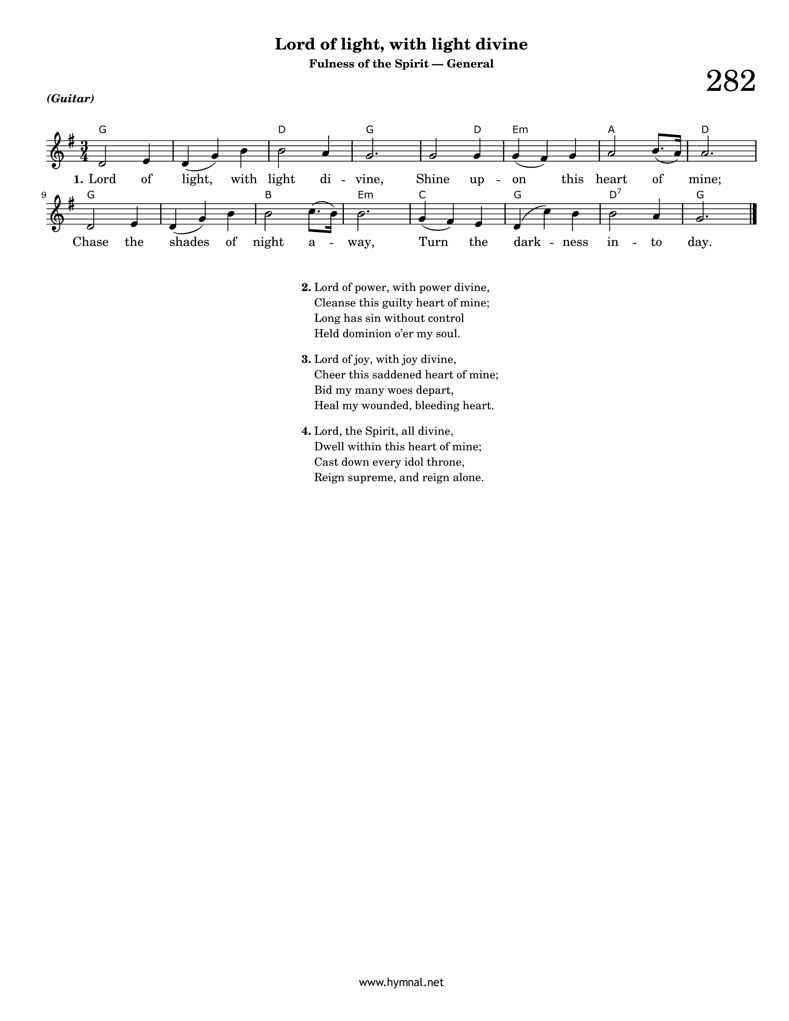 Lord of light, with light divine
Fulness of the Spirit — General
282
(Guitar)
G D G D Em A D
3
4
1. Lord of light, with light di - vine, Shine up - on this heart of mine;
9
G B Em C G D7 G
Chase the shades of night a - way, Turn the dark - ness in - to day.
2. Lord of power, with power divine,
Cleanse this guilty heart of mine;
Long has sin without control
Held dominion o'er my soul.
3. Lord of joy, with joy divine,
Cheer this saddened heart of mine;
Bid my many woes depart,
Heal my wounded, bleeding heart.
4. Lord, the Spirit, all divine,
Dwell within this heart of mine;
Cast down every idol throne,
Reign supreme, and reign alone.
www.hymnal.net